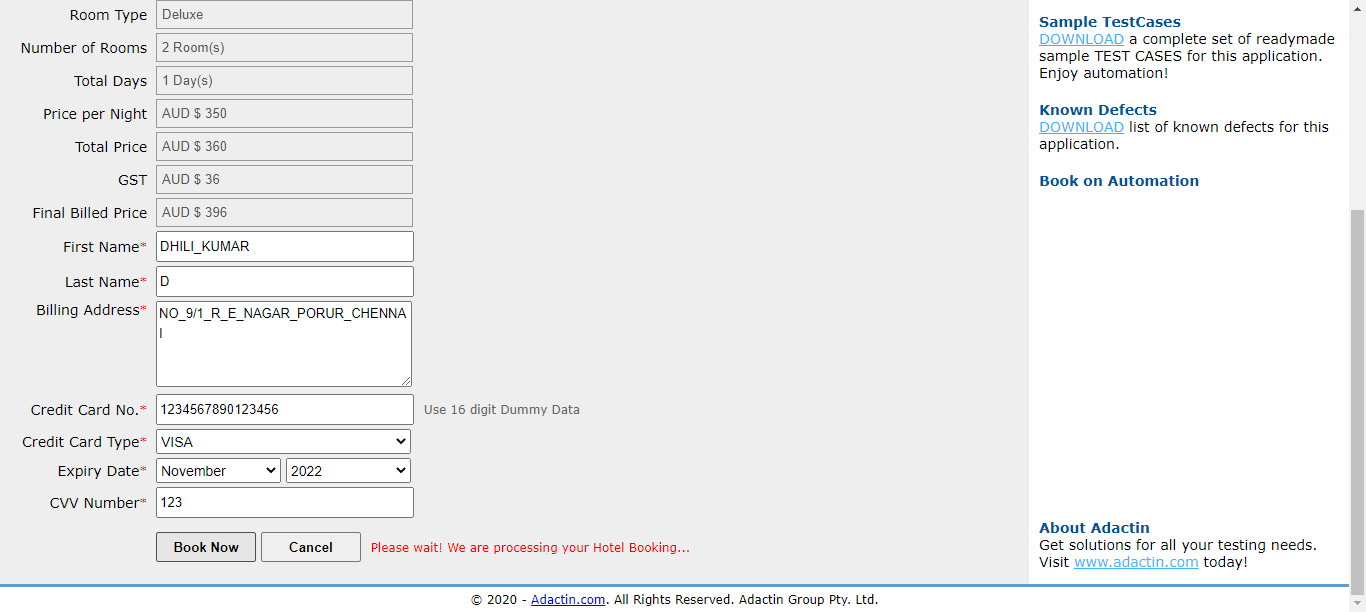 Room Type Deluxe
Number of Rooms 2 Room(s)
Total Days 1 Day(s)
Price per Night AUD $ 350
Total Price AUD $ 360
GST AUD $ 36
Final Billed Price AUD $ 396
First Name* DHILI_KUMAR
Last Name* D
Billing Address* NO_9/1_R_E_NAGAR_PORUR_CHENNA
I
Credit Card No.* 1234567890123456 Use 16 digit Dummy Data
Credit Card Type* VISA
Expiry Date* November 2022
CVV Number* 123
Book Now Cancel Please wait! We are processing your Hotel Booking...
Sample TestCases
DOWNLOAD a complete set of readymade
sample TEST CASES for this application.
Enjoy automation!
Known Defects
DOWNLOAD list of known defects for this
application.
Book on Automation
About Adactin
Get solutions for all your testing needs.
Visit www.adactin.com today!
© 2020 - Adactin.com. All Rights Reserved. Adactin Group Pty. Ltd.